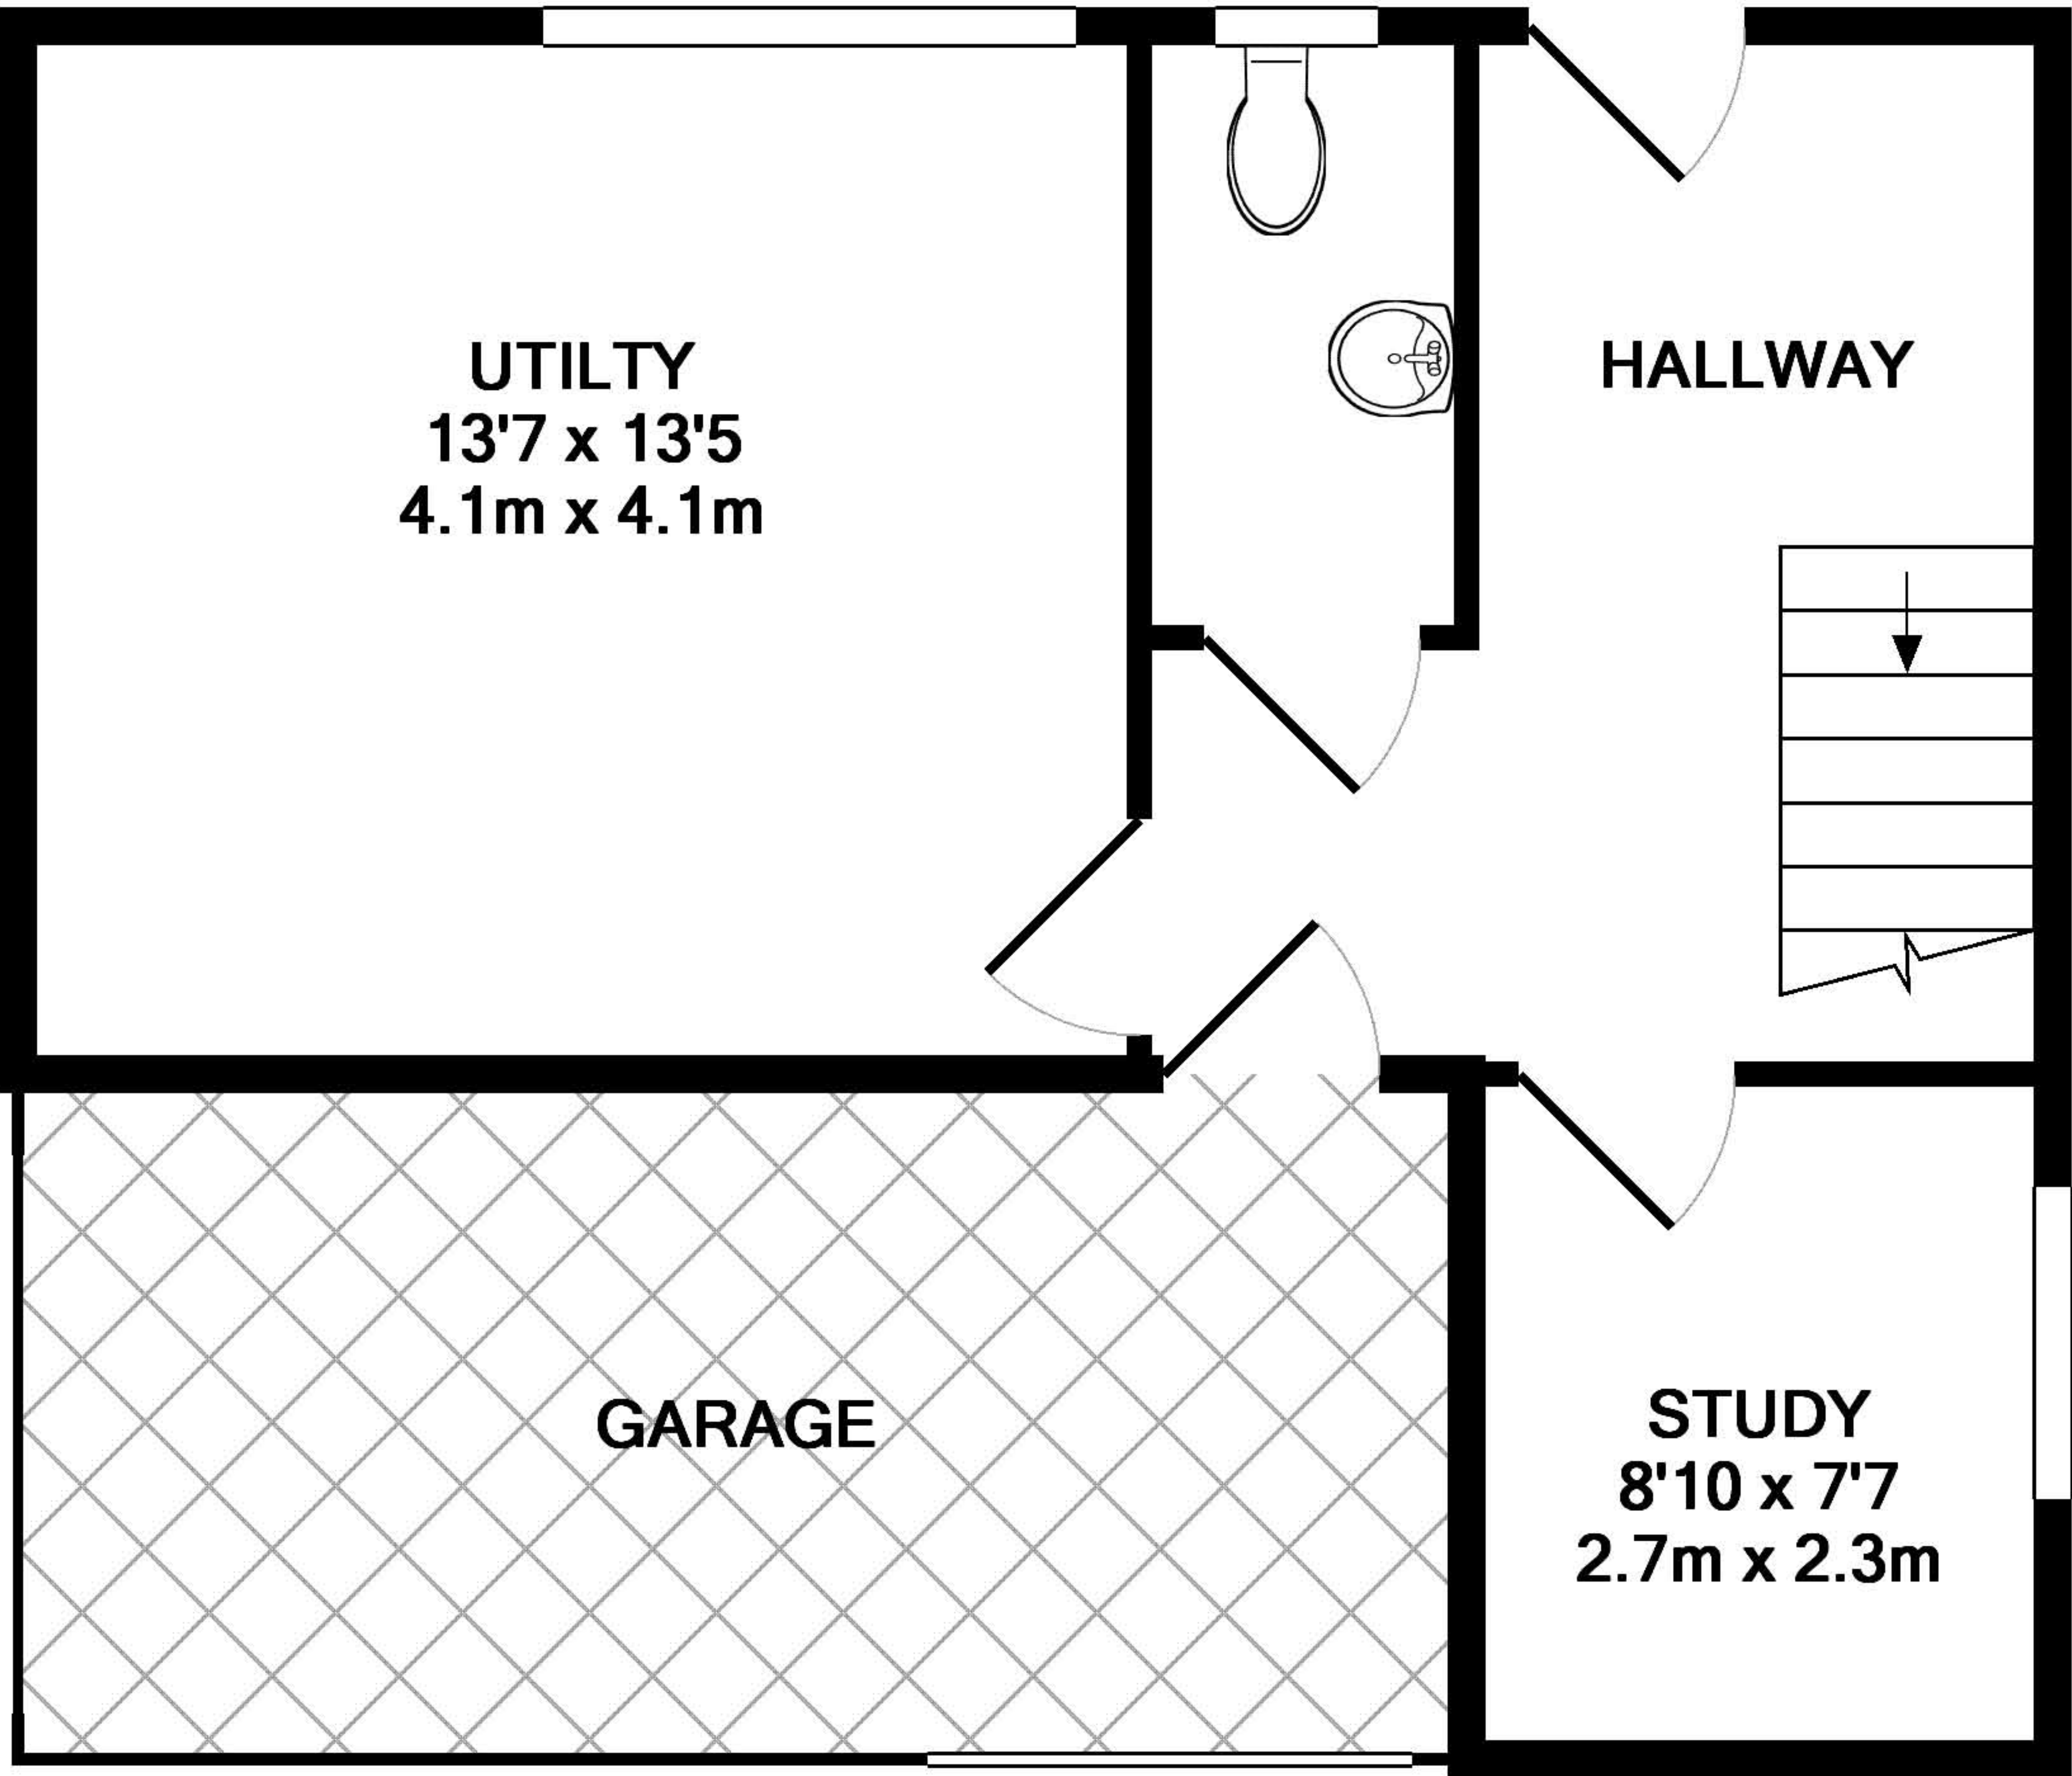 UTILTY
13'7 x 13'5
4.1m x 4.1m
HALLWAY
GARAGE
STUDY
8'10 x 7'7
2.7m x 2.3m